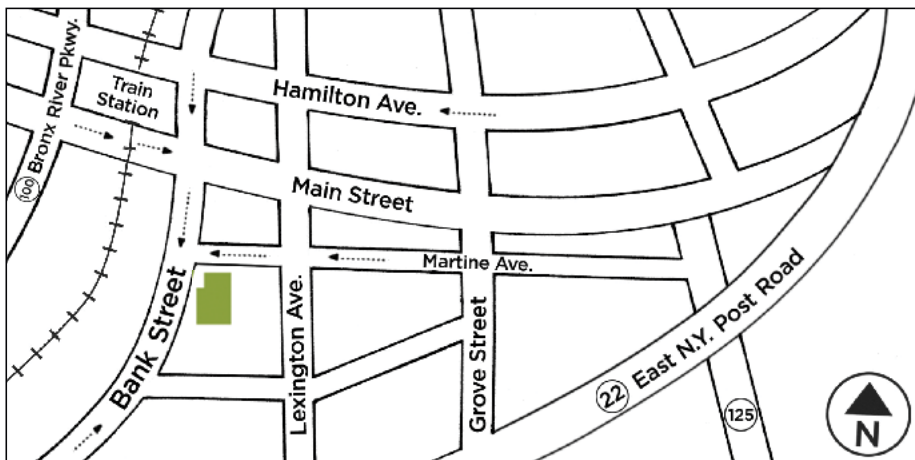 Train
Station
Hamilton Ave.
100 Bronx River Pkwy.
Main Street
Martine Ave.
Bank Street
Lexington Ave.
Grove Street
22 East N.Y. Post Road
125
N